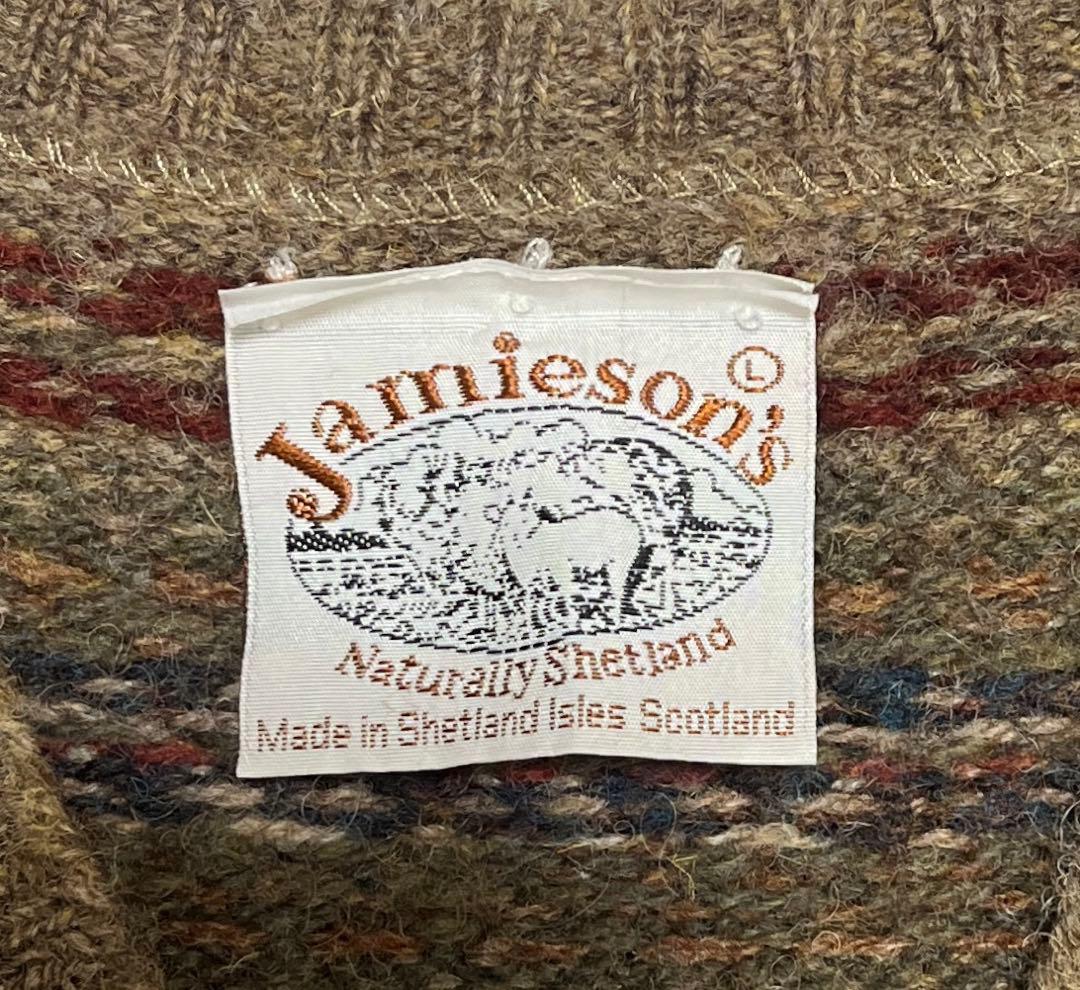 Jamieson's
Ⓛ
Naturally Shetland
Made in Shetland Isles Scotland